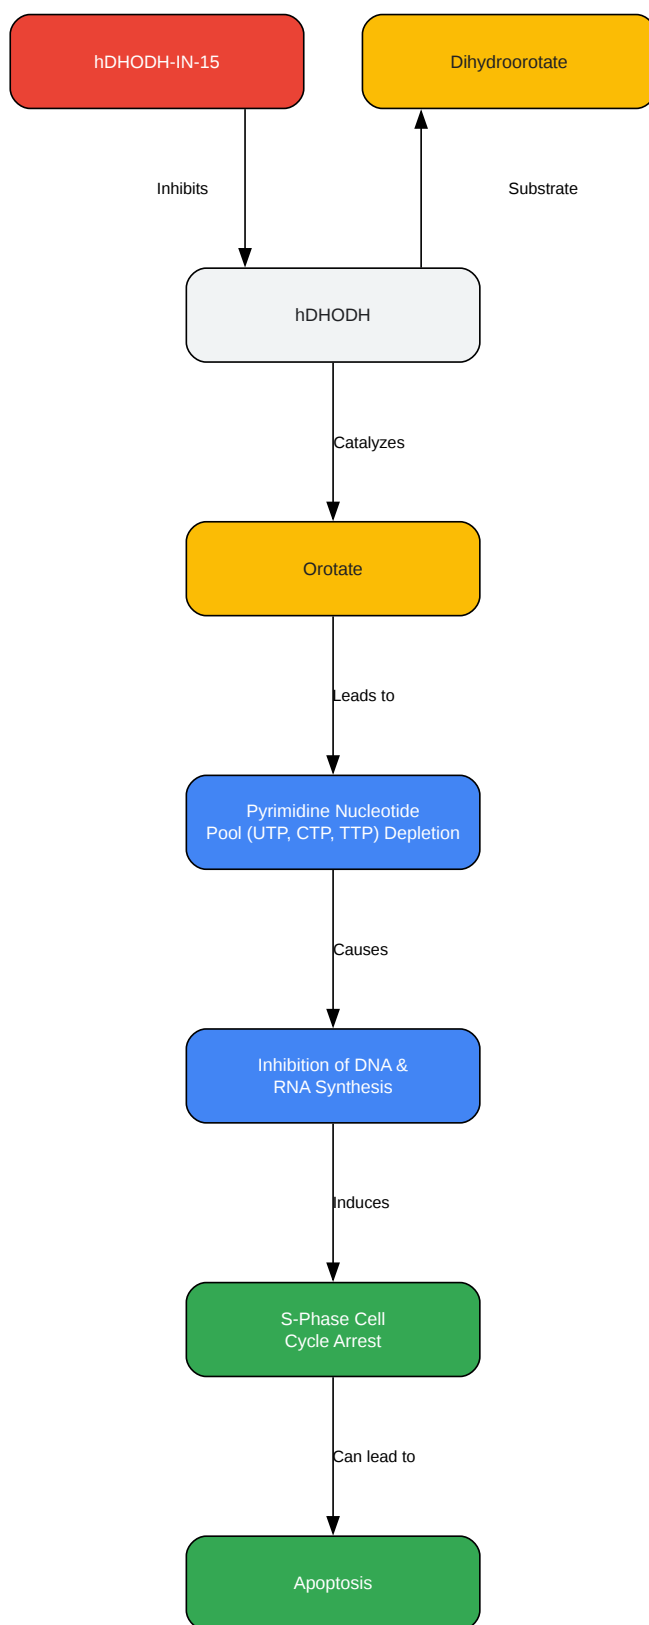 hDHODH-IN-15
Dihydroorotate
Inhibits
Substrate
hDHODH
Catalyzes
Orotate
Leads to
Pyrimidine Nucleotide
Pool (UTP, CTP, TTP) Depletion
Causes
Inhibition of DNA &
RNA Synthesis
Induces
S-Phase Cell
Cycle Arrest
Can lead to
Apoptosis